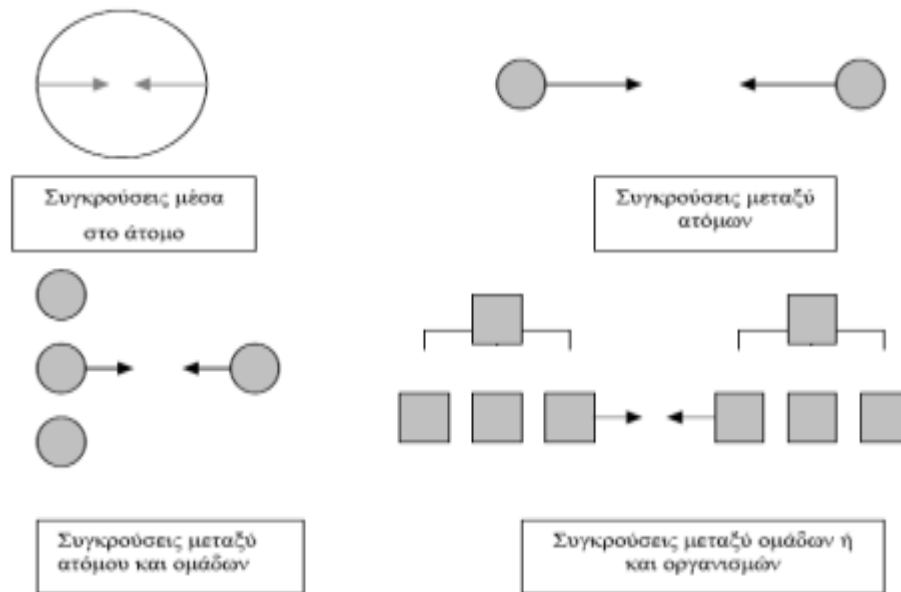 Συγκρούσεις μέσα
στο άτομο
Συγκρούσεις μεταξύ
ατόμων
Συγκρούσεις μεταξύ
ατόμου και ομάδων
Συγκρούσεις μεταξύ ομάδων ή
και οργανισμών